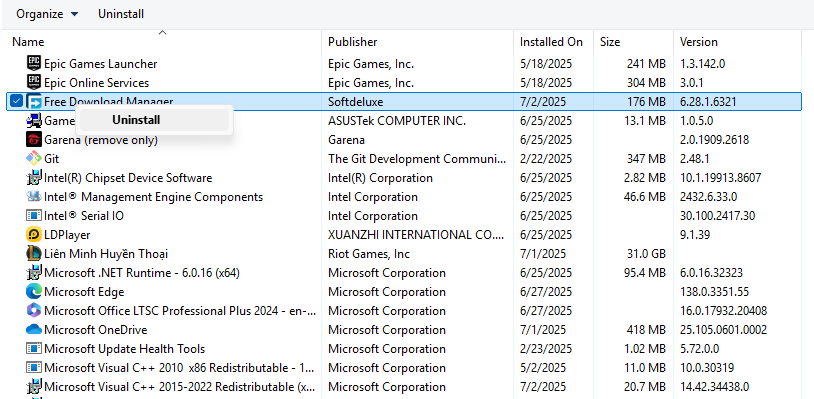 Organize Uninstall
Name Publisher Installed On Size Version
Epic Games Launcher Epic Games, Inc. 5/18/2025 241 MB 1.3.142.0
Epic Online Services Epic Games, Inc. 5/18/2025 304 MB 3.0.1
Free Download Manager Softdeluxe 7/2/2025 176 MB 6.28.1.6321
Uninstall
Game ASUSTek COMPUTER INC. 6/25/2025 13.1 MB 1.0.5.0
Garena (remove only) Garena 6/25/2025 2.0.1909.2618
Git The Git Development Communi... 2/22/2025 347 MB 2.48.1
Intel(R) Chipset Device Software Intel(R) Corporation 6/25/2025 2.82 MB 10.1.19913.8607
Intel® Management Engine Components Intel Corporation 6/25/2025 46.6 MB 2432.6.33.0
Intel® Serial IO Intel Corporation 6/25/2025 30.100.2417.30
LDPlayer XUANZHI INTERNATIONAL CO.... 6/25/2025 9.1.39
Liên Minh Huyền Thoại Riot Games, Inc 7/1/2025 31.0 GB
Microsoft .NET Runtime - 6.0.16 (x64) Microsoft Corporation 6/25/2025 95.4 MB 6.0.16.32323
Microsoft Edge Microsoft Corporation 6/27/2025 138.0.3351.55
Microsoft Office LTSC Professional Plus 2024 - en-... Microsoft Corporation 6/27/2025 16.0.17932.20408
Microsoft OneDrive Microsoft Corporation 7/1/2025 418 MB 25.105.0601.0002
Microsoft Update Health Tools Microsoft Corporation 2/23/2025 1.02 MB 5.72.0.0
Microsoft Visual C++ 2010 x86 Redistributable - 1... Microsoft Corporation 5/2/2025 11.0 MB 10.0.30319
Microsoft Visual C++ 2015-2022 Redistributable (x... Microsoft Corporation 7/2/2025 20.7 MB 14.42.34438.0